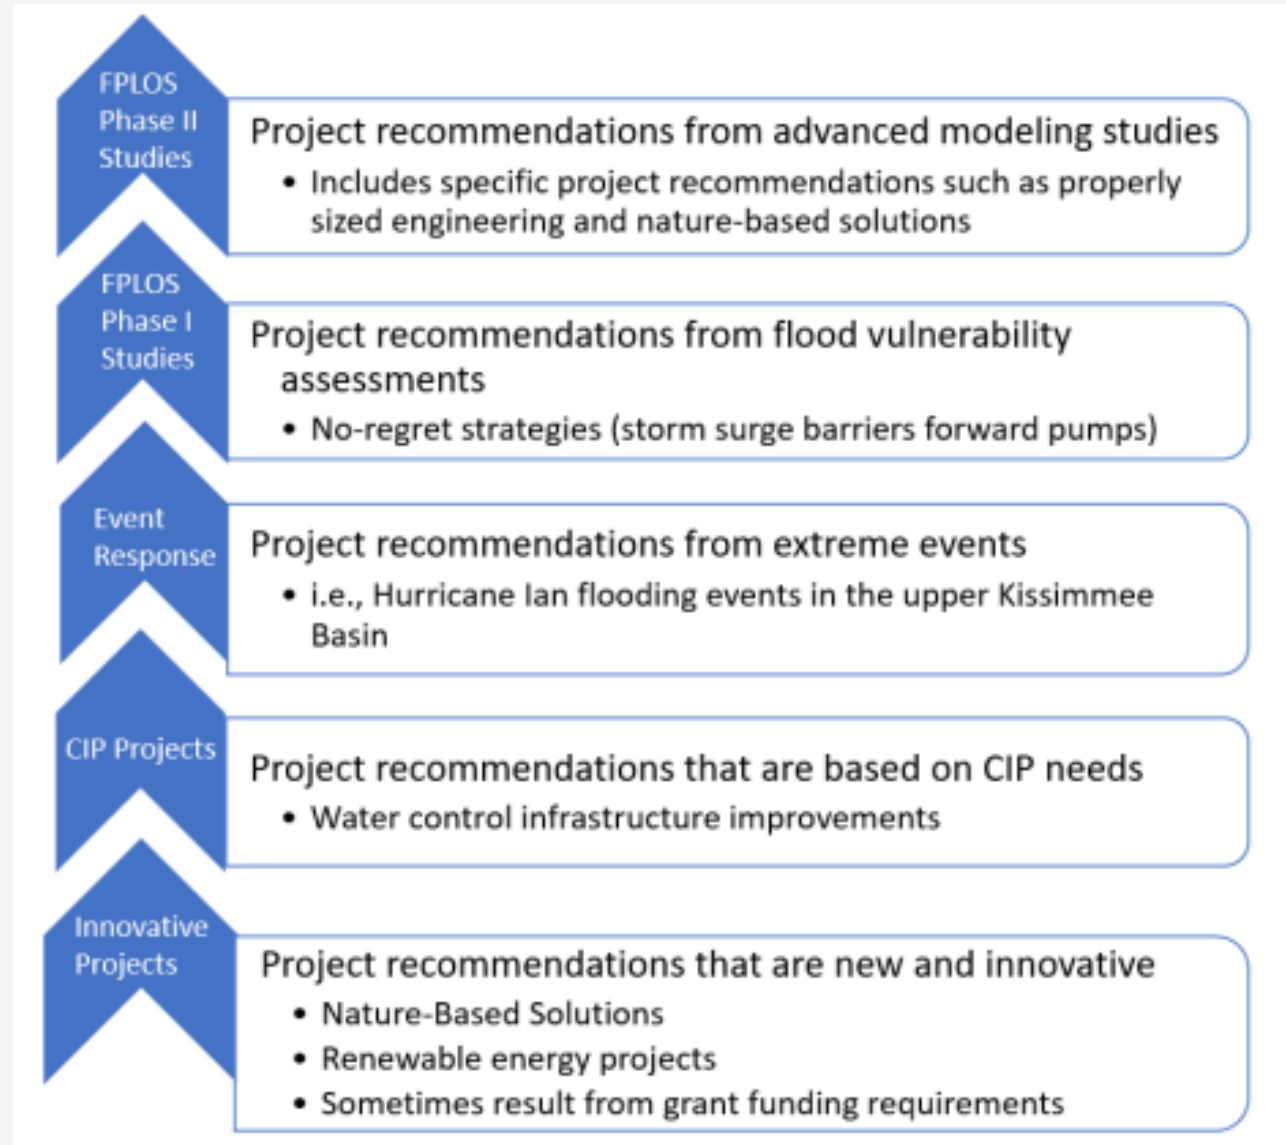 FPLOS
Phase II
Studies
Project recommendations from advanced modeling studies
• Includes specific project recommendations such as properly
sized engineering and nature-based solutions
FPLOS
Phase I
Studies
Project recommendations from flood vulnerability
assessments
• No-regret strategies (storm surge barriers forward pumps)
Event
Response
Project recommendations from extreme events
• i.e., Hurricane Ian flooding events in the upper Kissimmee
Basin
CIP Projects
Project recommendations that are based on CIP needs
• Water control infrastructure improvements
Innovative
Projects
Project recommendations that are new and innovative
• Nature-Based Solutions
• Renewable energy projects
• Sometimes result from grant funding requirements